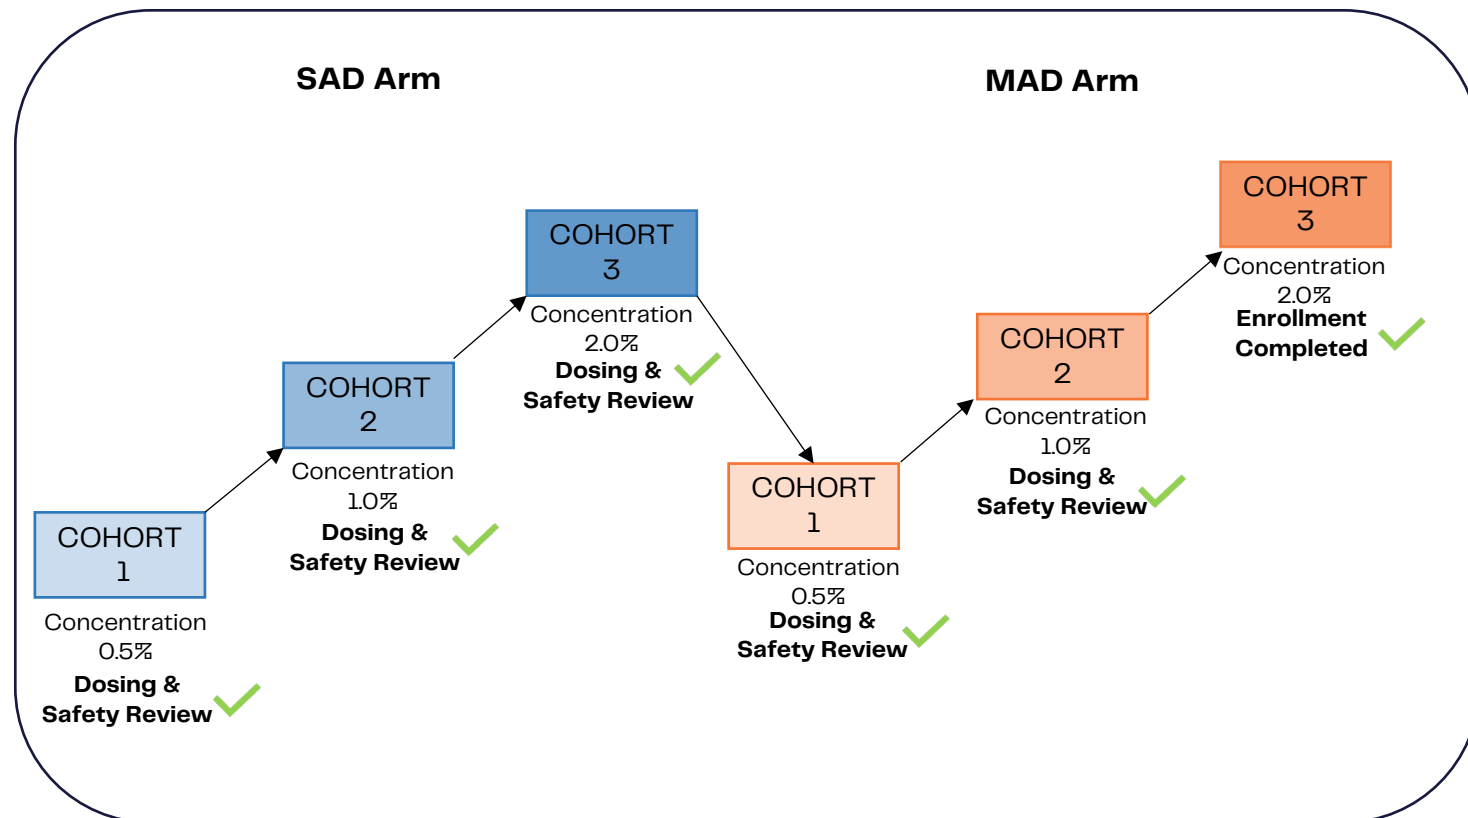 SAD Arm
COHORT
1
Concentration
0.5%
Dosing &
Safety Review
COHORT
2
Concentration
1.0%
Dosing &
Safety Review
COHORT
3
Concentration
2.0%
Dosing &
Safety Review
MAD Arm
COHORT
1
Concentration
0.5%
Dosing &
Safety Review
COHORT
2
Concentration
1.0%
Dosing &
Safety Review
COHORT
3
Concentration
2.0%
Enrollment
Completed